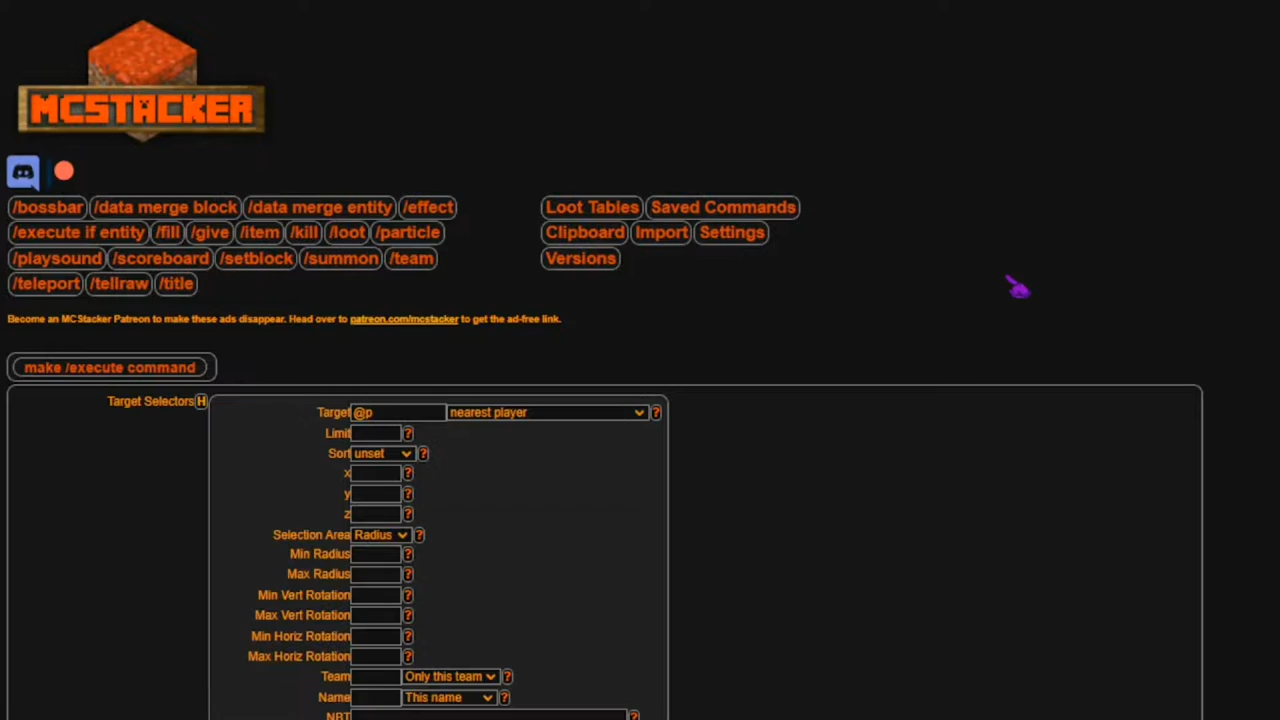 MCSTACKER
/bossbar /data merge block /data merge entity /effect
/execute if entity /fill /give /item /kill /loot /particle
/playsound /scoreboard /setblock /summon /team
/teleport /tellraw /title
Loot Tables Saved Commands
Clipboard Import Settings
Versions
Become an MCStacker Patreon to make these ads disappear. Head over to patreon.com/mcstacker to get the ad-free link.
make /execute command
Target Selectors H
Target @p nearest player ?
Limit ?
Sort unset ?
x ?
y ?
z ?
Selection Area Radius ?
Min Radius ?
Max Radius ?
Min Vert Rotation ?
Max Vert Rotation ?
Min Horiz Rotation ?
Max Horiz Rotation ?
Team Only this team ?
Name This name ?
NBT ?